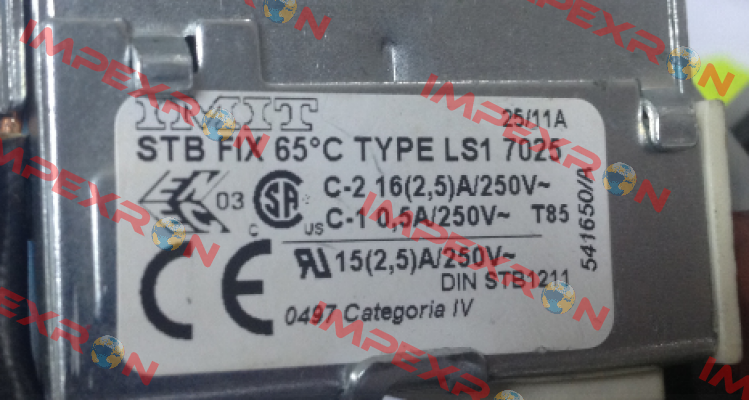 IMIT
25/11A
STB FIX 65°C TYPE LS1 7025
03
C-2 16(2,5)A/250V~
C-1 0,5A/250V~ T85
C SA US
15(2,5)A/250V~
DIN STB1211
CE
0497 Categoria IV
541650/A
IMPEXRON
IMPEXRON
IMPEXRON
IMPEXRON
IMPEXRON